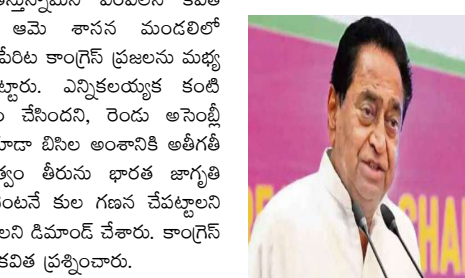 ఆమె శాసన మండలిలో
పేరిట కాంగ్రెస్ ప్రజలను మభ్య
ట్టారు. ఎన్నికలయ్యక కంటి
చేసిందని, రెండు అసెంబ్లీ
బిసిల అంశానికి అతీగతీ
త్వం తీరును భారత జాగృతి
ంటనే కుల గణన చేపట్టాలని
లని డిమాండ్ చేశారు. కాంగ్రెస్
కవిత ప్రశ్నించారు.